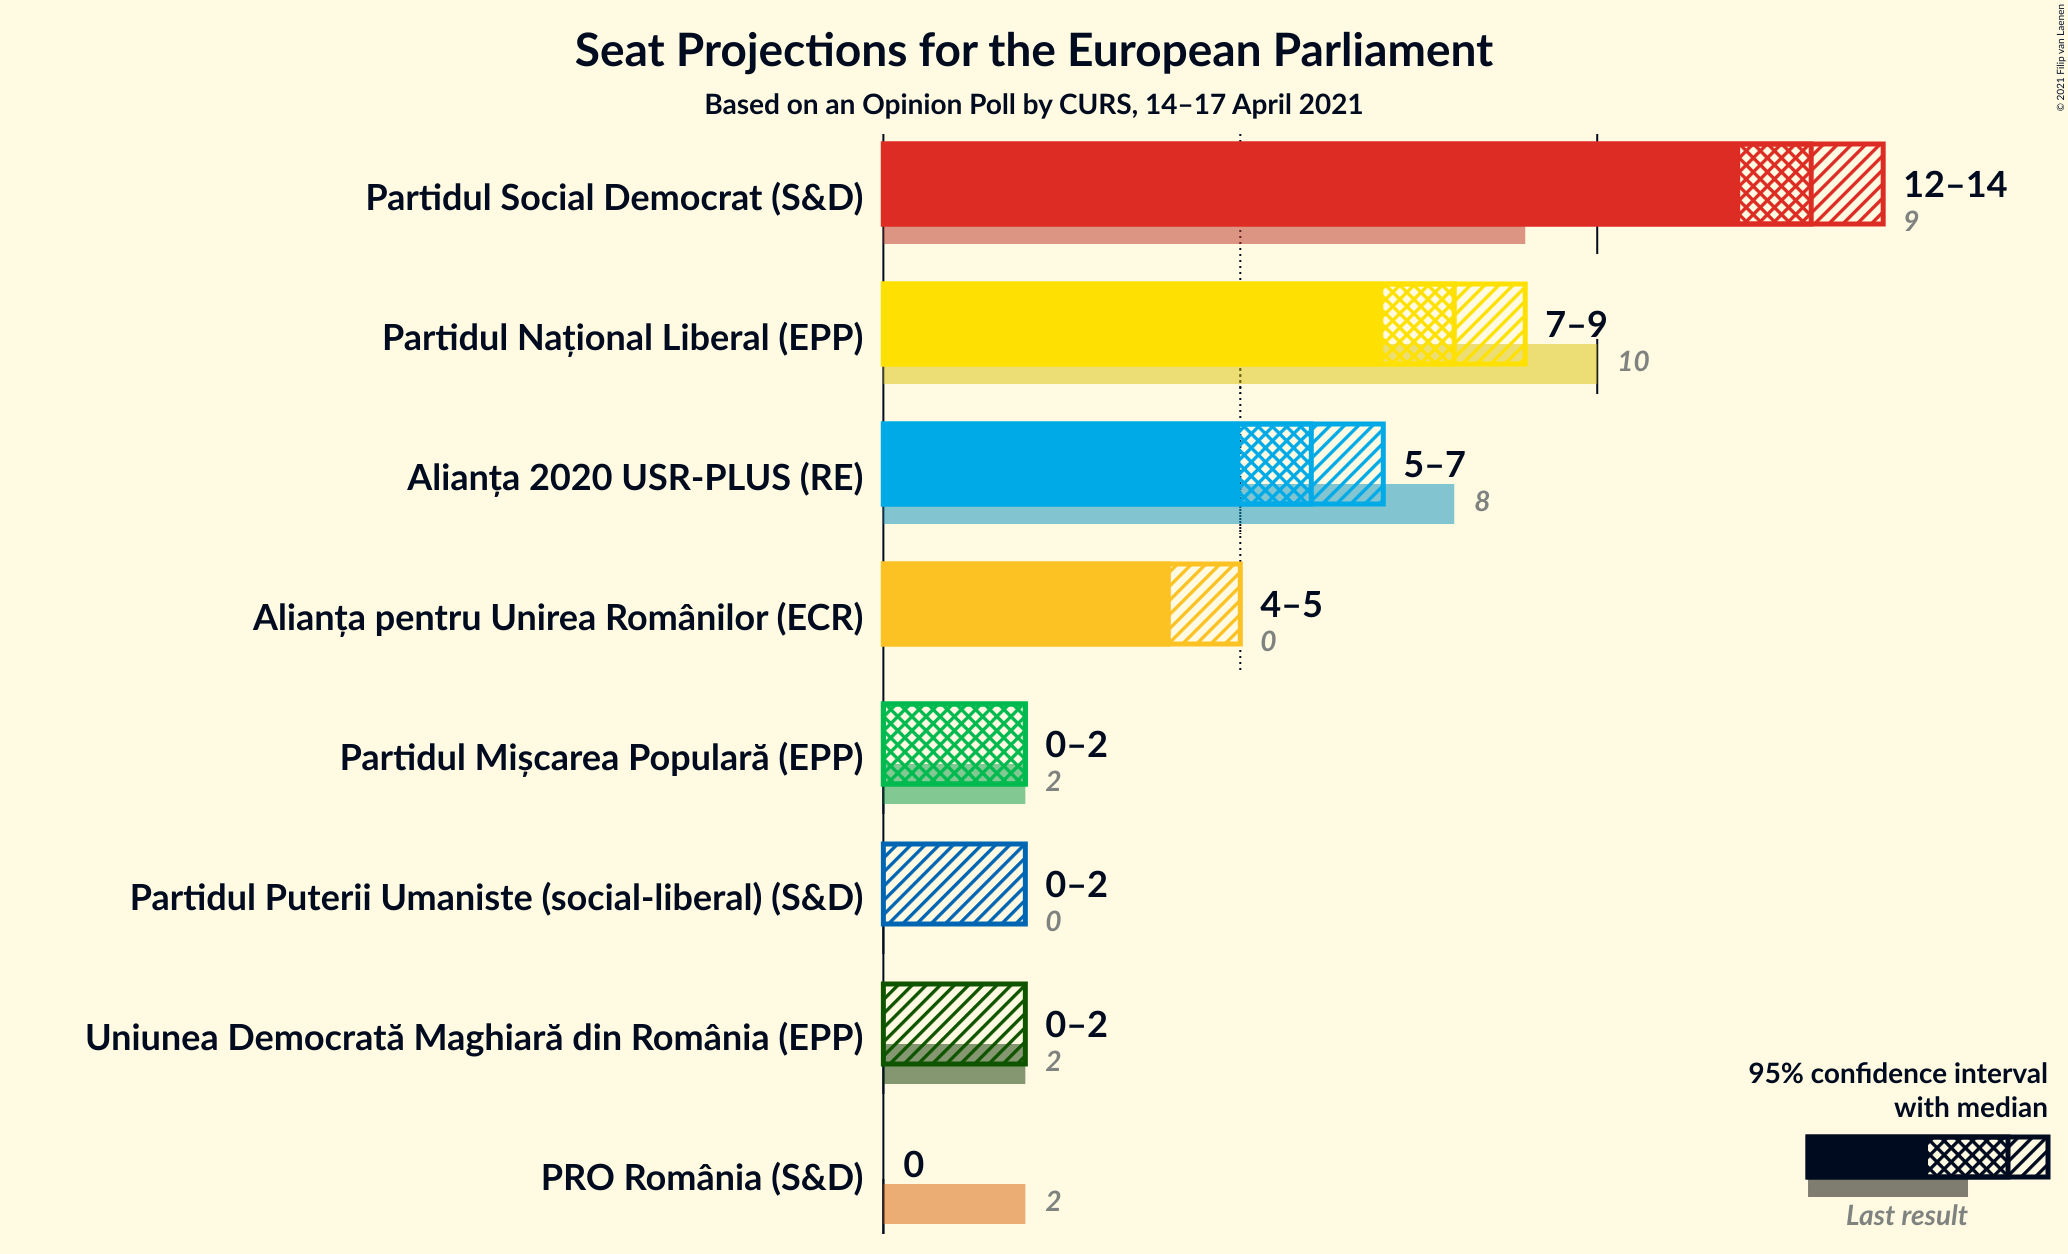 Seat Projections for the European Parliament
Based on an Opinion Poll by CURS, 14–17 April 2021
© 2021 Filip van Laenen
Partidul Social Democrat (S&D)
12–14
9
Partidul Național Liberal (EPP)
7–9
10
Alianța 2020 USR-PLUS (RE)
5–7
8
Alianța pentru Unirea Românilor (ECR)
4–5
0
Partidul Mișcarea Populară (EPP)
0–2
2
Partidul Puterii Umaniste (social-liberal) (S&D)
0–2
0
Uniunea Democrată Maghiară din România (EPP)
0–2
2
PRO România (S&D)
0
2
95% confidence interval
with median
Last result